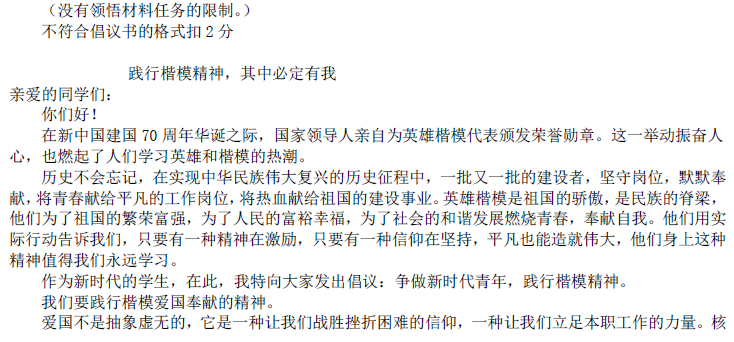 （没有领悟材料任务的限制。）
不符合倡议书的格式扣 2 分
践行楷模精神，其中必定有我
亲爱的同学们：
你们好！
在新中国建国 70 周年华诞之际，国家领导人亲自为英雄楷模代表颁发荣誉勋章。这一举动振奋人
心，也燃起了人们学习英雄和楷模的热潮。
历史不会忘记，在实现中华民族伟大复兴的历史征程中，一批又一批的建设者，坚守岗位，默默奉
献，将青春献给平凡的工作岗位，将热血献给祖国的建设事业。英雄楷模是祖国的骄傲，是民族的脊梁，
他们为了祖国的繁荣富强，为了人民的富裕幸福，为了社会的和谐发展燃烧青春，奉献自我。他们用实
际行动告诉我们，只要有一种精神在激励，只要有一种信仰在坚持，平凡也能造就伟大，他们身上这种
精神值得我们永远学习。
作为新时代的学生，在此，我特向大家发出倡议：争做新时代青年，践行楷模精神。
我们要践行楷模爱国奉献的精神。
爱国不是抽象虚无的，它是一种让我们战胜挫折困难的信仰，一种让我们立足本职工作的力量。核